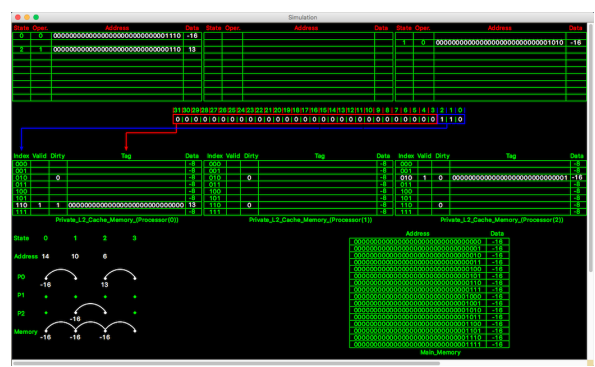 Simulation
State Oper. Address Data State Oper. Address Data State Oper. Address Data
0 0 00000000000000000000000000001110 -16
1 0 00000000000000000000000000001010 -16
2 1 00000000000000000000000000000110 13
31 30 29 28 27 26 25 24 23 22 21 20 19 18 17 16 15 14 13 12 11 10 9 8 7 6 5 4 3 2 1 0
0 0 0 0 0 0 0 0 0 0 0 0 0 0 0 0 0 0 0 0 0 0 0 0 0 0 0 0 0 1 1 0
Index Valid Dirty Tag Data Index Valid Dirty Tag Data Index Valid Dirty Tag Data
000 -8 000 -8 000 -8
001 -8 001 -8 001 -8
010 0 -8 010 0 -8 010 1 0 00000000000000000000000000001 -16
011 -8 011 -8 011 -8
100 -8 100 -8 100 -8
101 -8 101 -8 101 -8
110 1 1 00000000000000000000000000000 13 110 0 -8 110 0 -8
111 -8 111 -8 111 -8
Private_L2_Cache_Memory_(Processor(0)) Private_L2_Cache_Memory_(Processor(1)) Private_L2_Cache_Memory_(Processor(2))
State 0 1 2 3
Address 14 10 6
P0 -16 13
P1
P2 -16
Memory -16 -16 -16
Address Data
00000000000000000000000000000000 -16
00000000000000000000000000000001 -16
00000000000000000000000000000010 -16
00000000000000000000000000000011 -16
00000000000000000000000000000100 -16
00000000000000000000000000000101 -16
00000000000000000000000000000110 -16
00000000000000000000000000000111 -16
00000000000000000000000000001000 -16
00000000000000000000000000001001 -16
00000000000000000000000000001010 -16
00000000000000000000000000001011 -16
00000000000000000000000000001100 -16
00000000000000000000000000001101 -16
00000000000000000000000000001110 -16
00000000000000000000000000001111 -16
Main_Memory